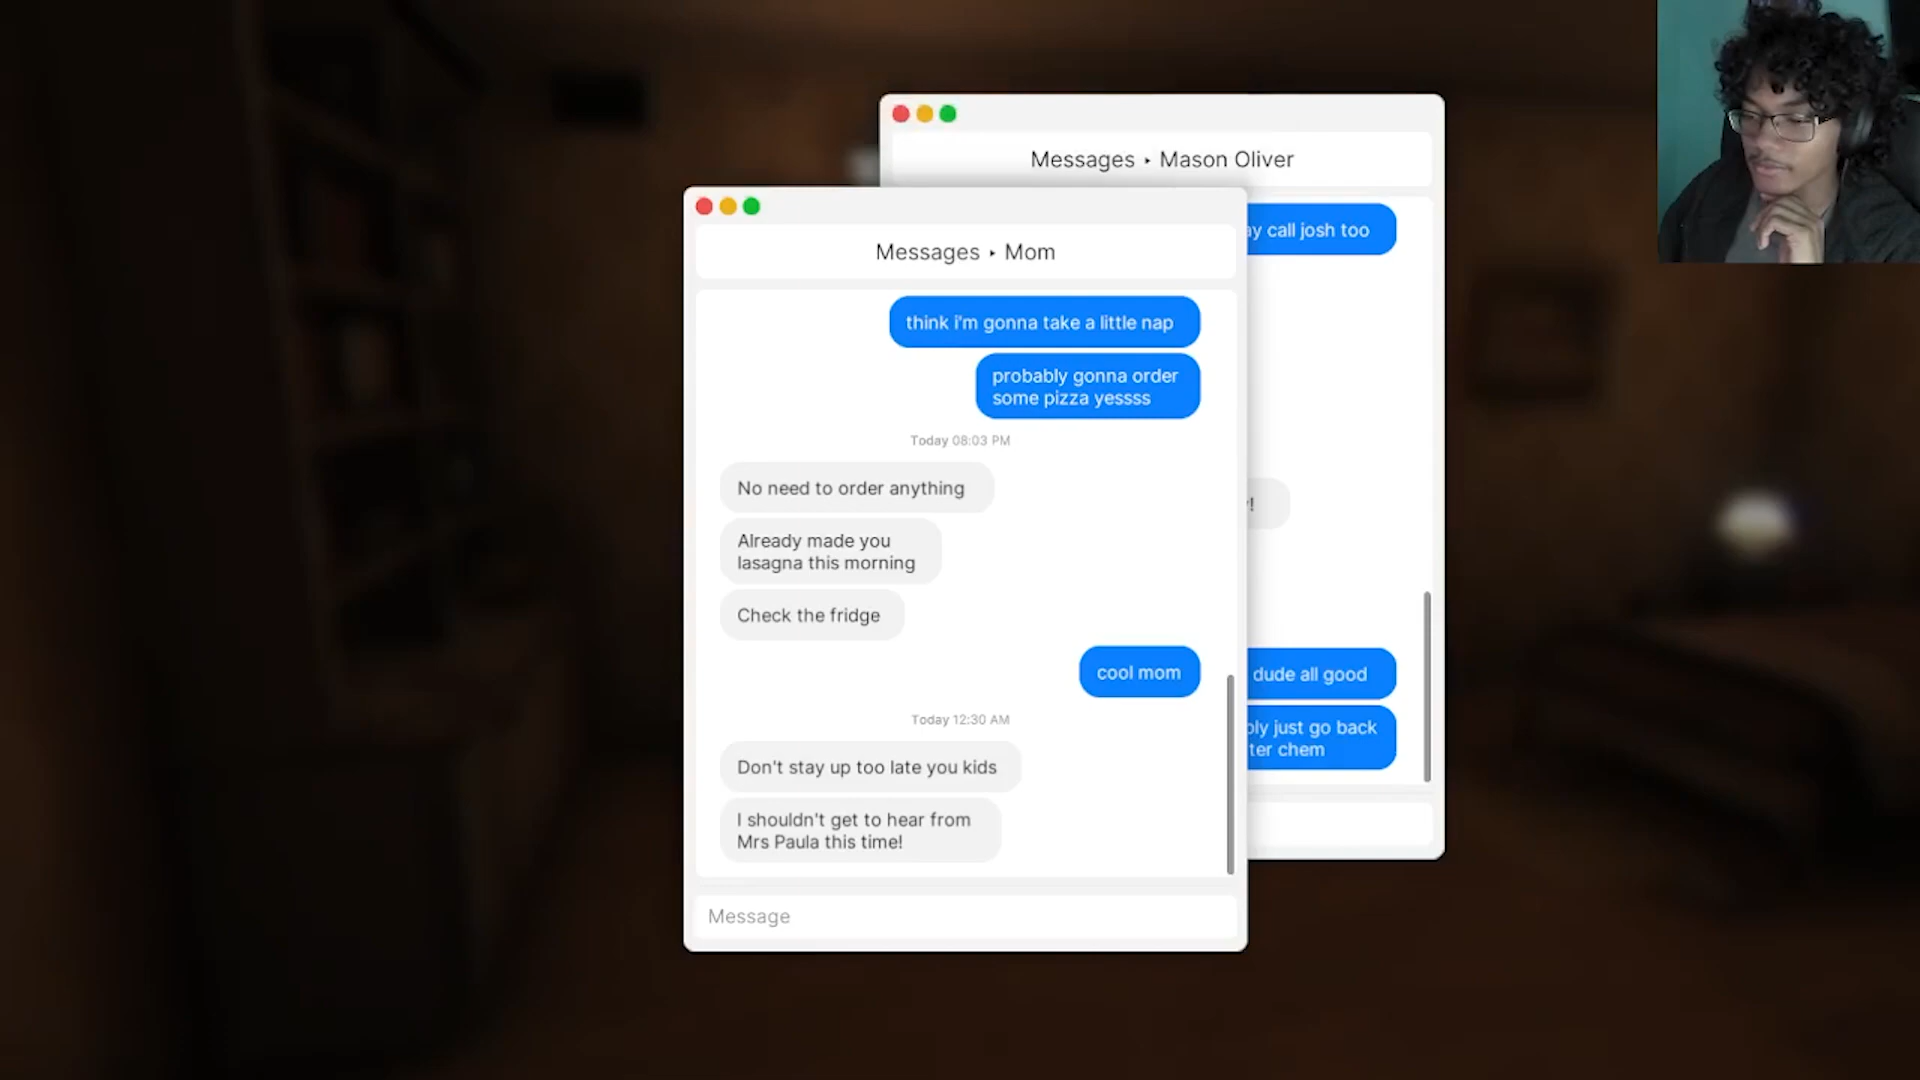 Messages ‣ Mason Oliver
call josh too
dude all good
just go back
chem
Messages ‣ Mom
think i'm gonna take a little nap
probably gonna order
some pizza yessss
Today 08:03 PM
No need to order anything
Already made you
lasagna this morning
Check the fridge
cool mom
Today 12:30 AM
Don't stay up too late you kids
I shouldn't get to hear from
Mrs Paula this time!
Message